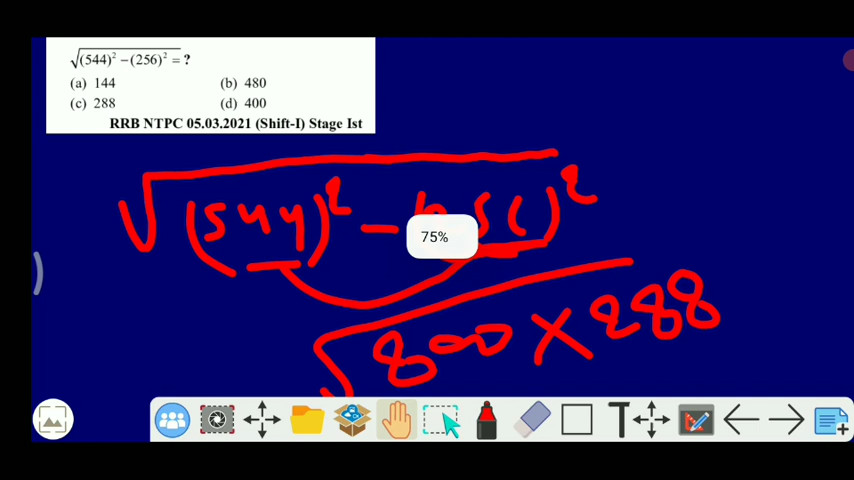 √(544)² – (256)² = ?
(a) 144 (b) 480
(c) 288 (d) 400
RRB NTPC 05.03.2021 (Shift-I) Stage Ist
√(544)² –
75%
√800 × 288
T